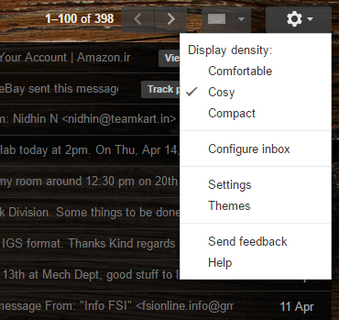 1–100 of 398
Display density:
Your Account | Amazon.in
Comfortable
eBay sent this message
Track
Cosy
Compact
m: Nidhin N <nidhin@teamkart.in>
lab today at 2pm. On Thu, Apr 14,
Configure inbox
my room around 12:30 pm on 20th
Settings
Division. Some things to be done
Themes
IGS format. Thanks Kind regards
Send feedback
13th at Mech Dept, good stuff to
Help
message From: "Info FSI" <fsionline.info@gm
11 Apr